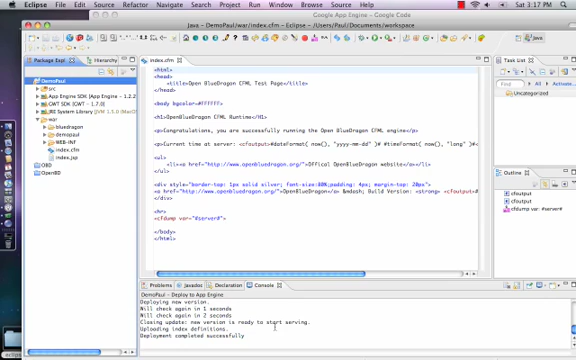 Eclipse File Edit Source Refactor Navigate Search Project Run Window Help Sat 3:17 PM
Google App Engine - Google Code
Java - DemoPaul/war/index.cfm - Eclipse - /Users/Paul/Documents/workspace
Java
Package Expl
Hierarchy
DemoPaul
src
App Engine SDK [App Engine - 1.2.2
GWT SDK [GWT - 1.7.0]
JRE System Library [JVM 1.5.0 (MacO
war
bluedragon
demopaul
WEB-INF
index.cfm
index.jsp
OBD
OpenBD
index.cfm
<html>
<head>
<title>Open BlueDragon CFML Test Page</title>
</head>
<body bgcolor="#FFFFFF">
<h1>OpenBlueDragon CFML Runtime</h1>
<p>Congratulations, you are successfully running the Open BlueDragon CFML engine</p>
<p>Current time at server: <cfoutput>#dateFormat( now(), "yyyy-mm-dd" )# #timeFormat( now(), "long" )#
<ul>
<li><a href="http://www.openbluedragon.org/">Offical OpenBlueDragon website</a></li>
</ul>
<div style="border-top: 1px solid silver; font-size:80%;padding: 4px; margin-top: 20px">
<a href="http://www.openbluedragon.org/">OpenBlueDragon</a> &mdash; Build Version: <strong> <cfoutput>
<hr>
<cfdump var="#server#">
</body>
</html>
Task List
Find
All
Activate
Uncategorized
Outline
cfoutput
cfoutput
cfdump var: #server#
Problems
Javadoc
Declaration
Console
DemoPaul - Deploy to App Engine
Deploying new version.
Will check again in 1 seconds
Will check again in 2 seconds
Closing update: new version is ready to start serving.
Uploading index definitions.
Deployment completed successfully